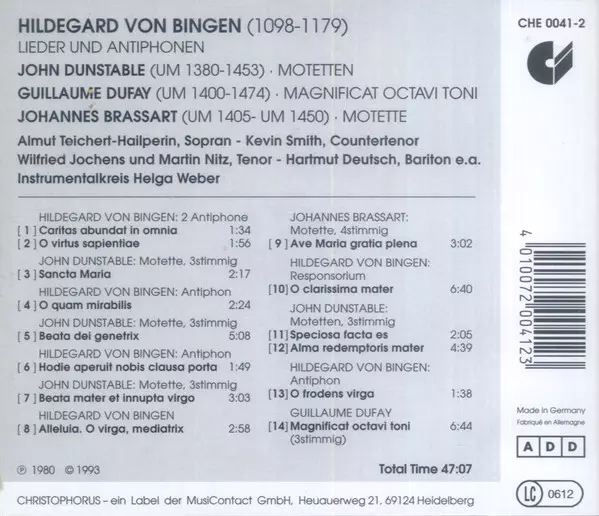 HILDEGARD VON BINGEN (1098-1179)
LIEDER UND ANTIPHONEN
JOHN DUNSTABLE (UM 1380-1453) · MOTETTEN
GUILLAUME DUFAY (UM 1400-1474) · MAGNIFICAT OCTAVI TONI
JOHANNES BRASSART (UM 1405- UM 1450) · MOTETTE
Almut Teichert-Hailperin, Sopran - Kevin Smith, Countertenor
Wilfried Jochens und Martin Nitz, Tenor - Hartmut Deutsch, Bariton e.a.
Instrumentalkreis Helga Weber
CHE 0041-2
HILDEGARD VON BINGEN: 2 Antiphone
[ 1 ] Caritas abundat in omnia 1:34
[ 2 ] O virtus sapientiae 1:56
JOHN DUNSTABLE: Motette, 3stimmig
[ 3 ] Sancta Maria 2:17
HILDEGARD VON BINGEN: Antiphon
[ 4 ] O quam mirabilis 2:24
JOHN DUNSTABLE: Motette, 3stimmig
[ 5 ] Beata dei genetrix 5:08
HILDEGARD VON BINGEN: Antiphon
[ 6 ] Hodie aperuit nobis clausa porta 1:49
JOHN DUNSTABLE: Motette, 3stimmig
[ 7 ] Beata mater et innupta virgo 3:03
HILDEGARD VON BINGEN
[ 8 ] Alleluia. O virga, mediatrix 2:58
JOHANNES BRASSART:
Motette, 4stimmig
[ 9 ] Ave Maria gratia plena 3:02
HILDEGARD VON BINGEN:
Responsorium
[10] O clarissima mater 6:40
JOHN DUNSTABLE:
Motetten, 3stimmig
[11] Speciosa facta es 2:05
[12] Alma redemptoris mater 4:39
HILDEGARD VON BINGEN:
Antiphon
[13] O frodens virga 1:38
GUILLAUME DUFAY
[14] Magnificat octavi toni 6:44
(3stimmig)
℗ 1980 © 1993
Total Time 47:07
CHRISTOPHORUS – ein Label der MusiContact GmbH, Heuauerweg 21, 69124 Heidelberg
4 010072 004123
Made in Germany
Fabriqué en Allemagne
A D D
LC 0612